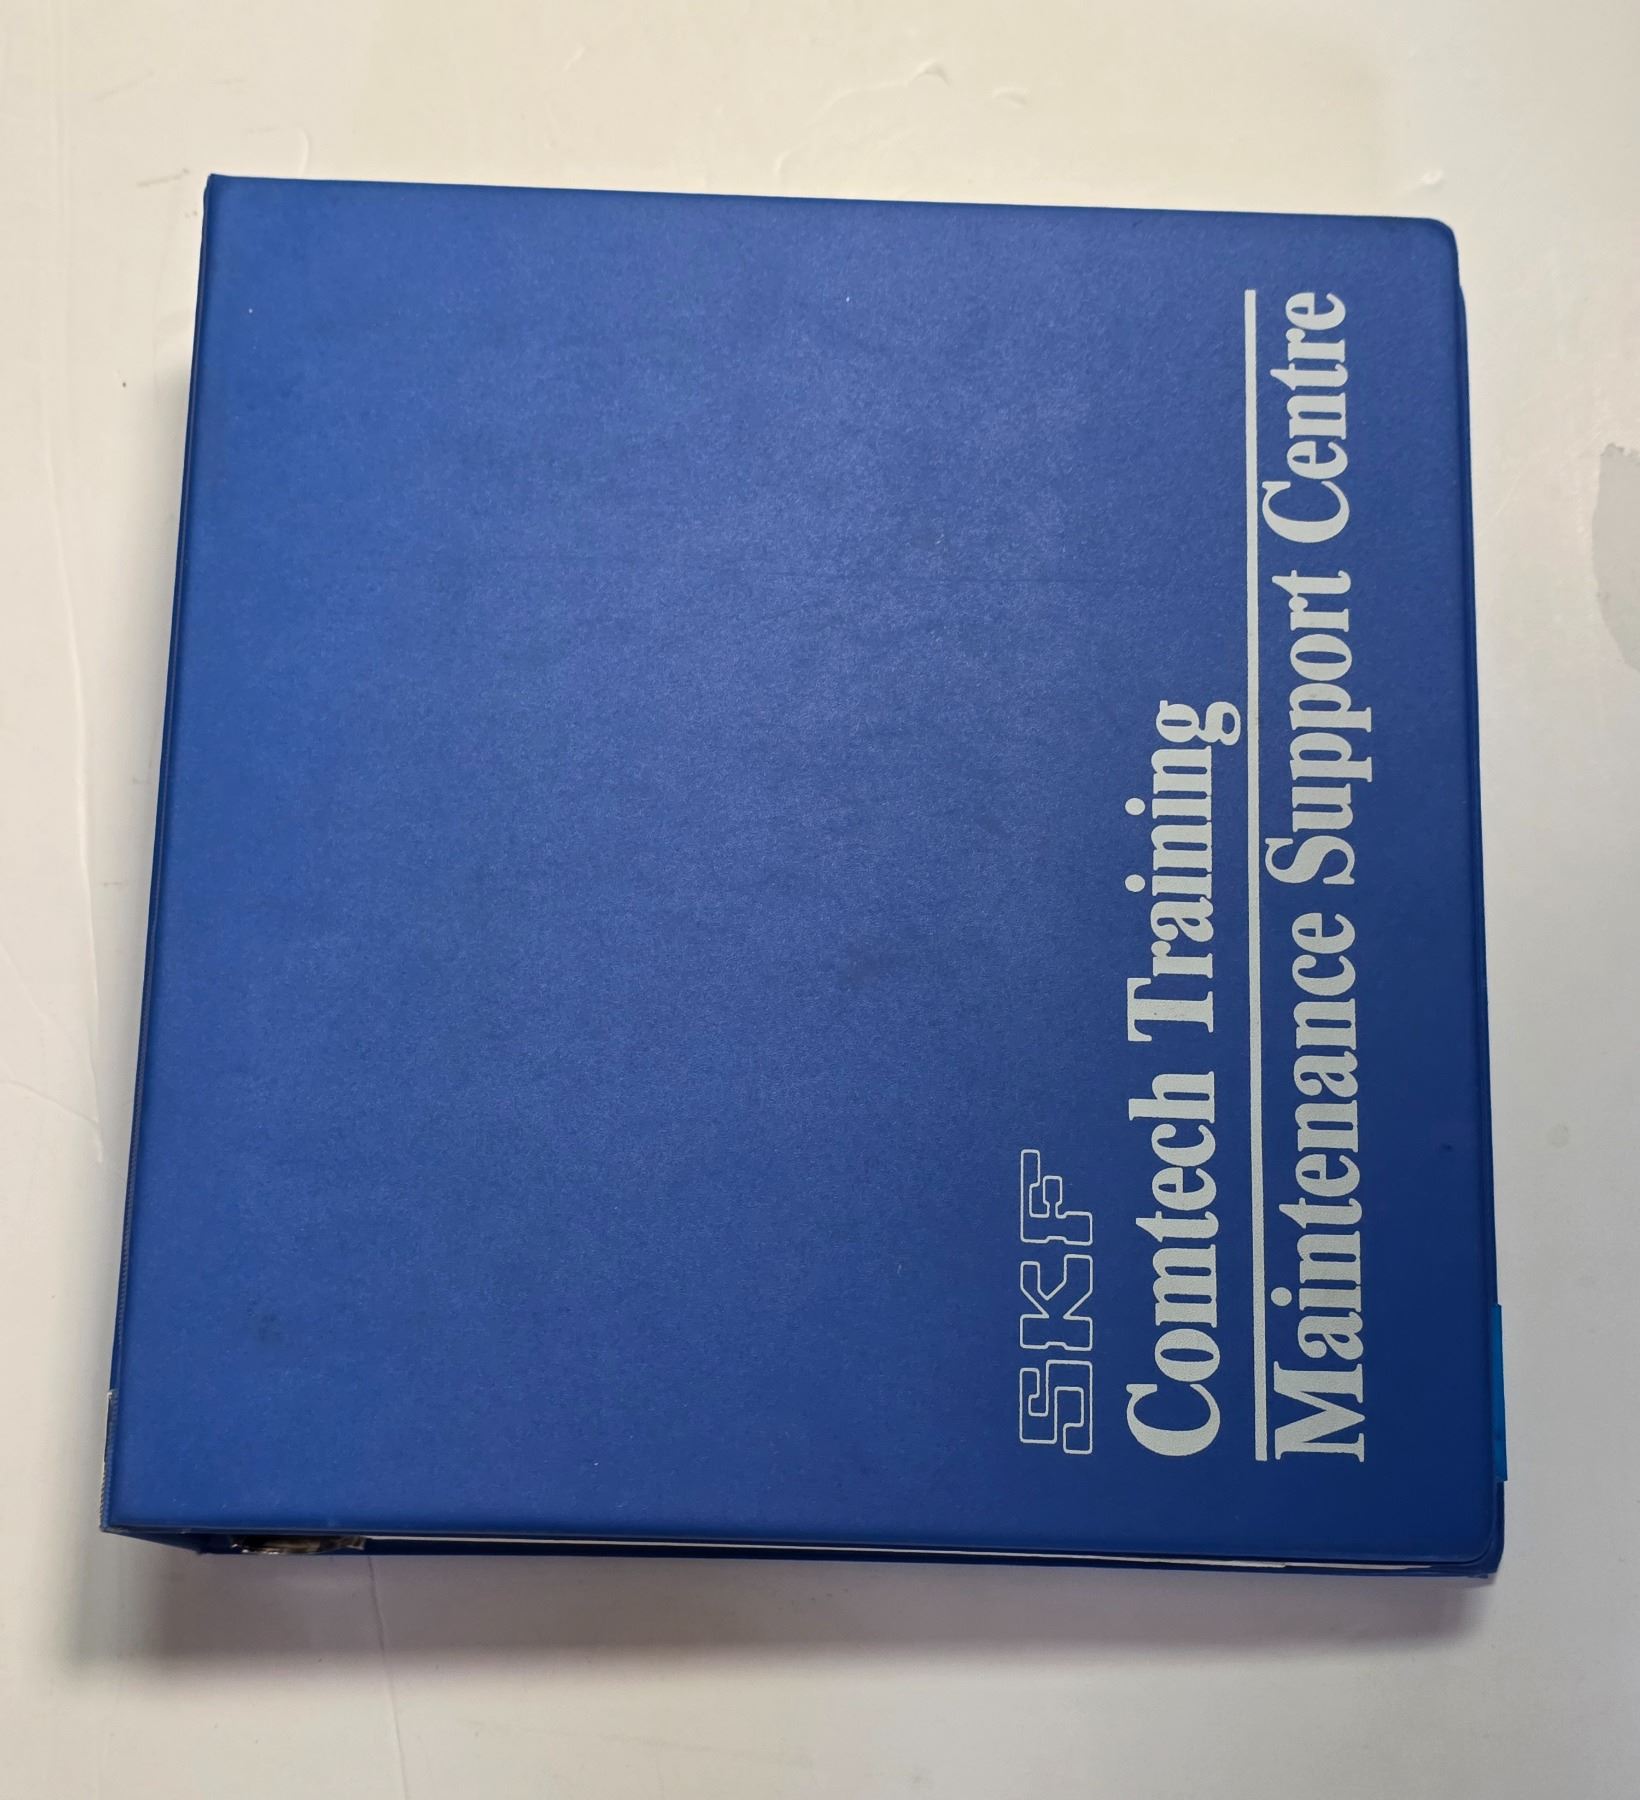 SKF
Comtech Training
Maintenance Support Centre